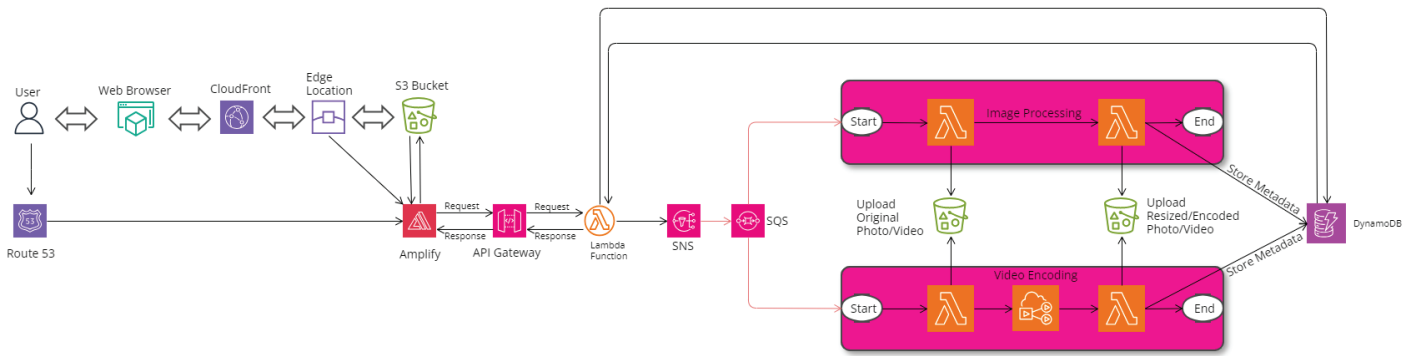 User
Web Browser
CloudFront
Edge
Location
S3 Bucket
53
Route 53
Amplify
Request
Response
$
API Gateway
Request
Response
Lambda
Function
SNS
SQS
Start
Image Processing
End
Upload
Original
Photo/Video
Upload
Resized/Encoded
Photo/Video
Store Metadata
Store Metadata
DynamoDB
Video Encoding
Start
End